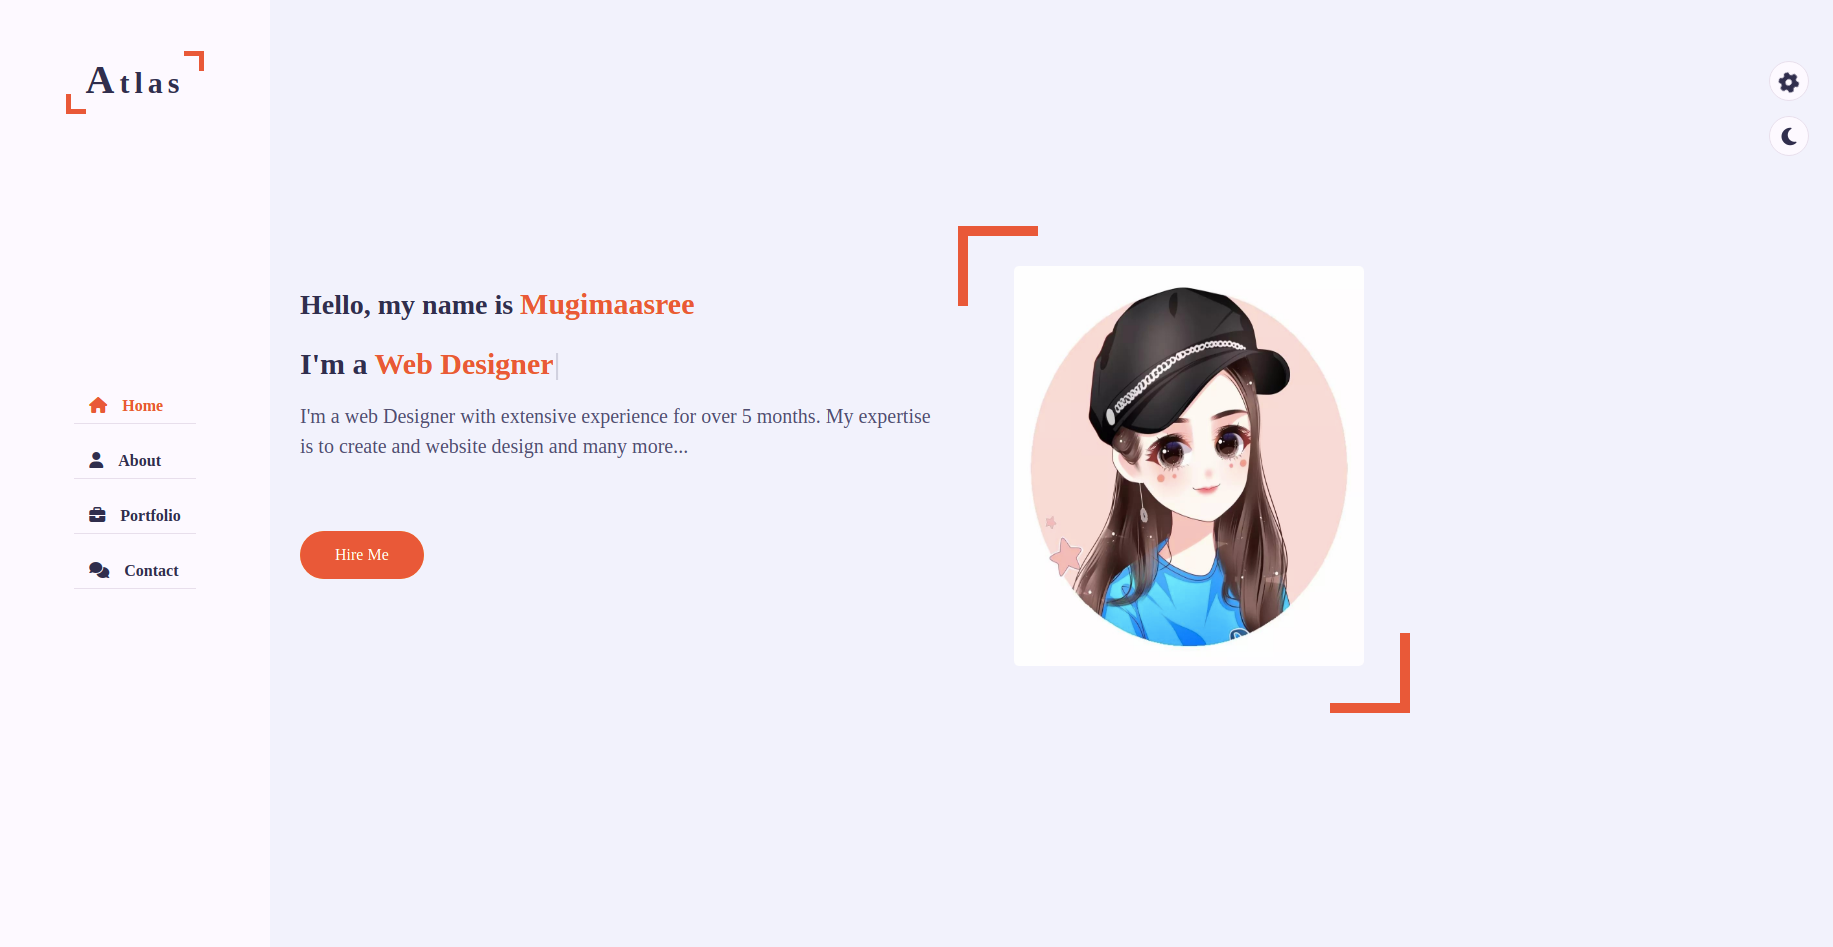 Atlas
Home
About
Portfolio
Contact
Hello, my name is Mugimaasree
I'm a Web Designer
I'm a web Designer with extensive experience for over 5 months. My expertise
is to create and website design and many more...
Hire Me